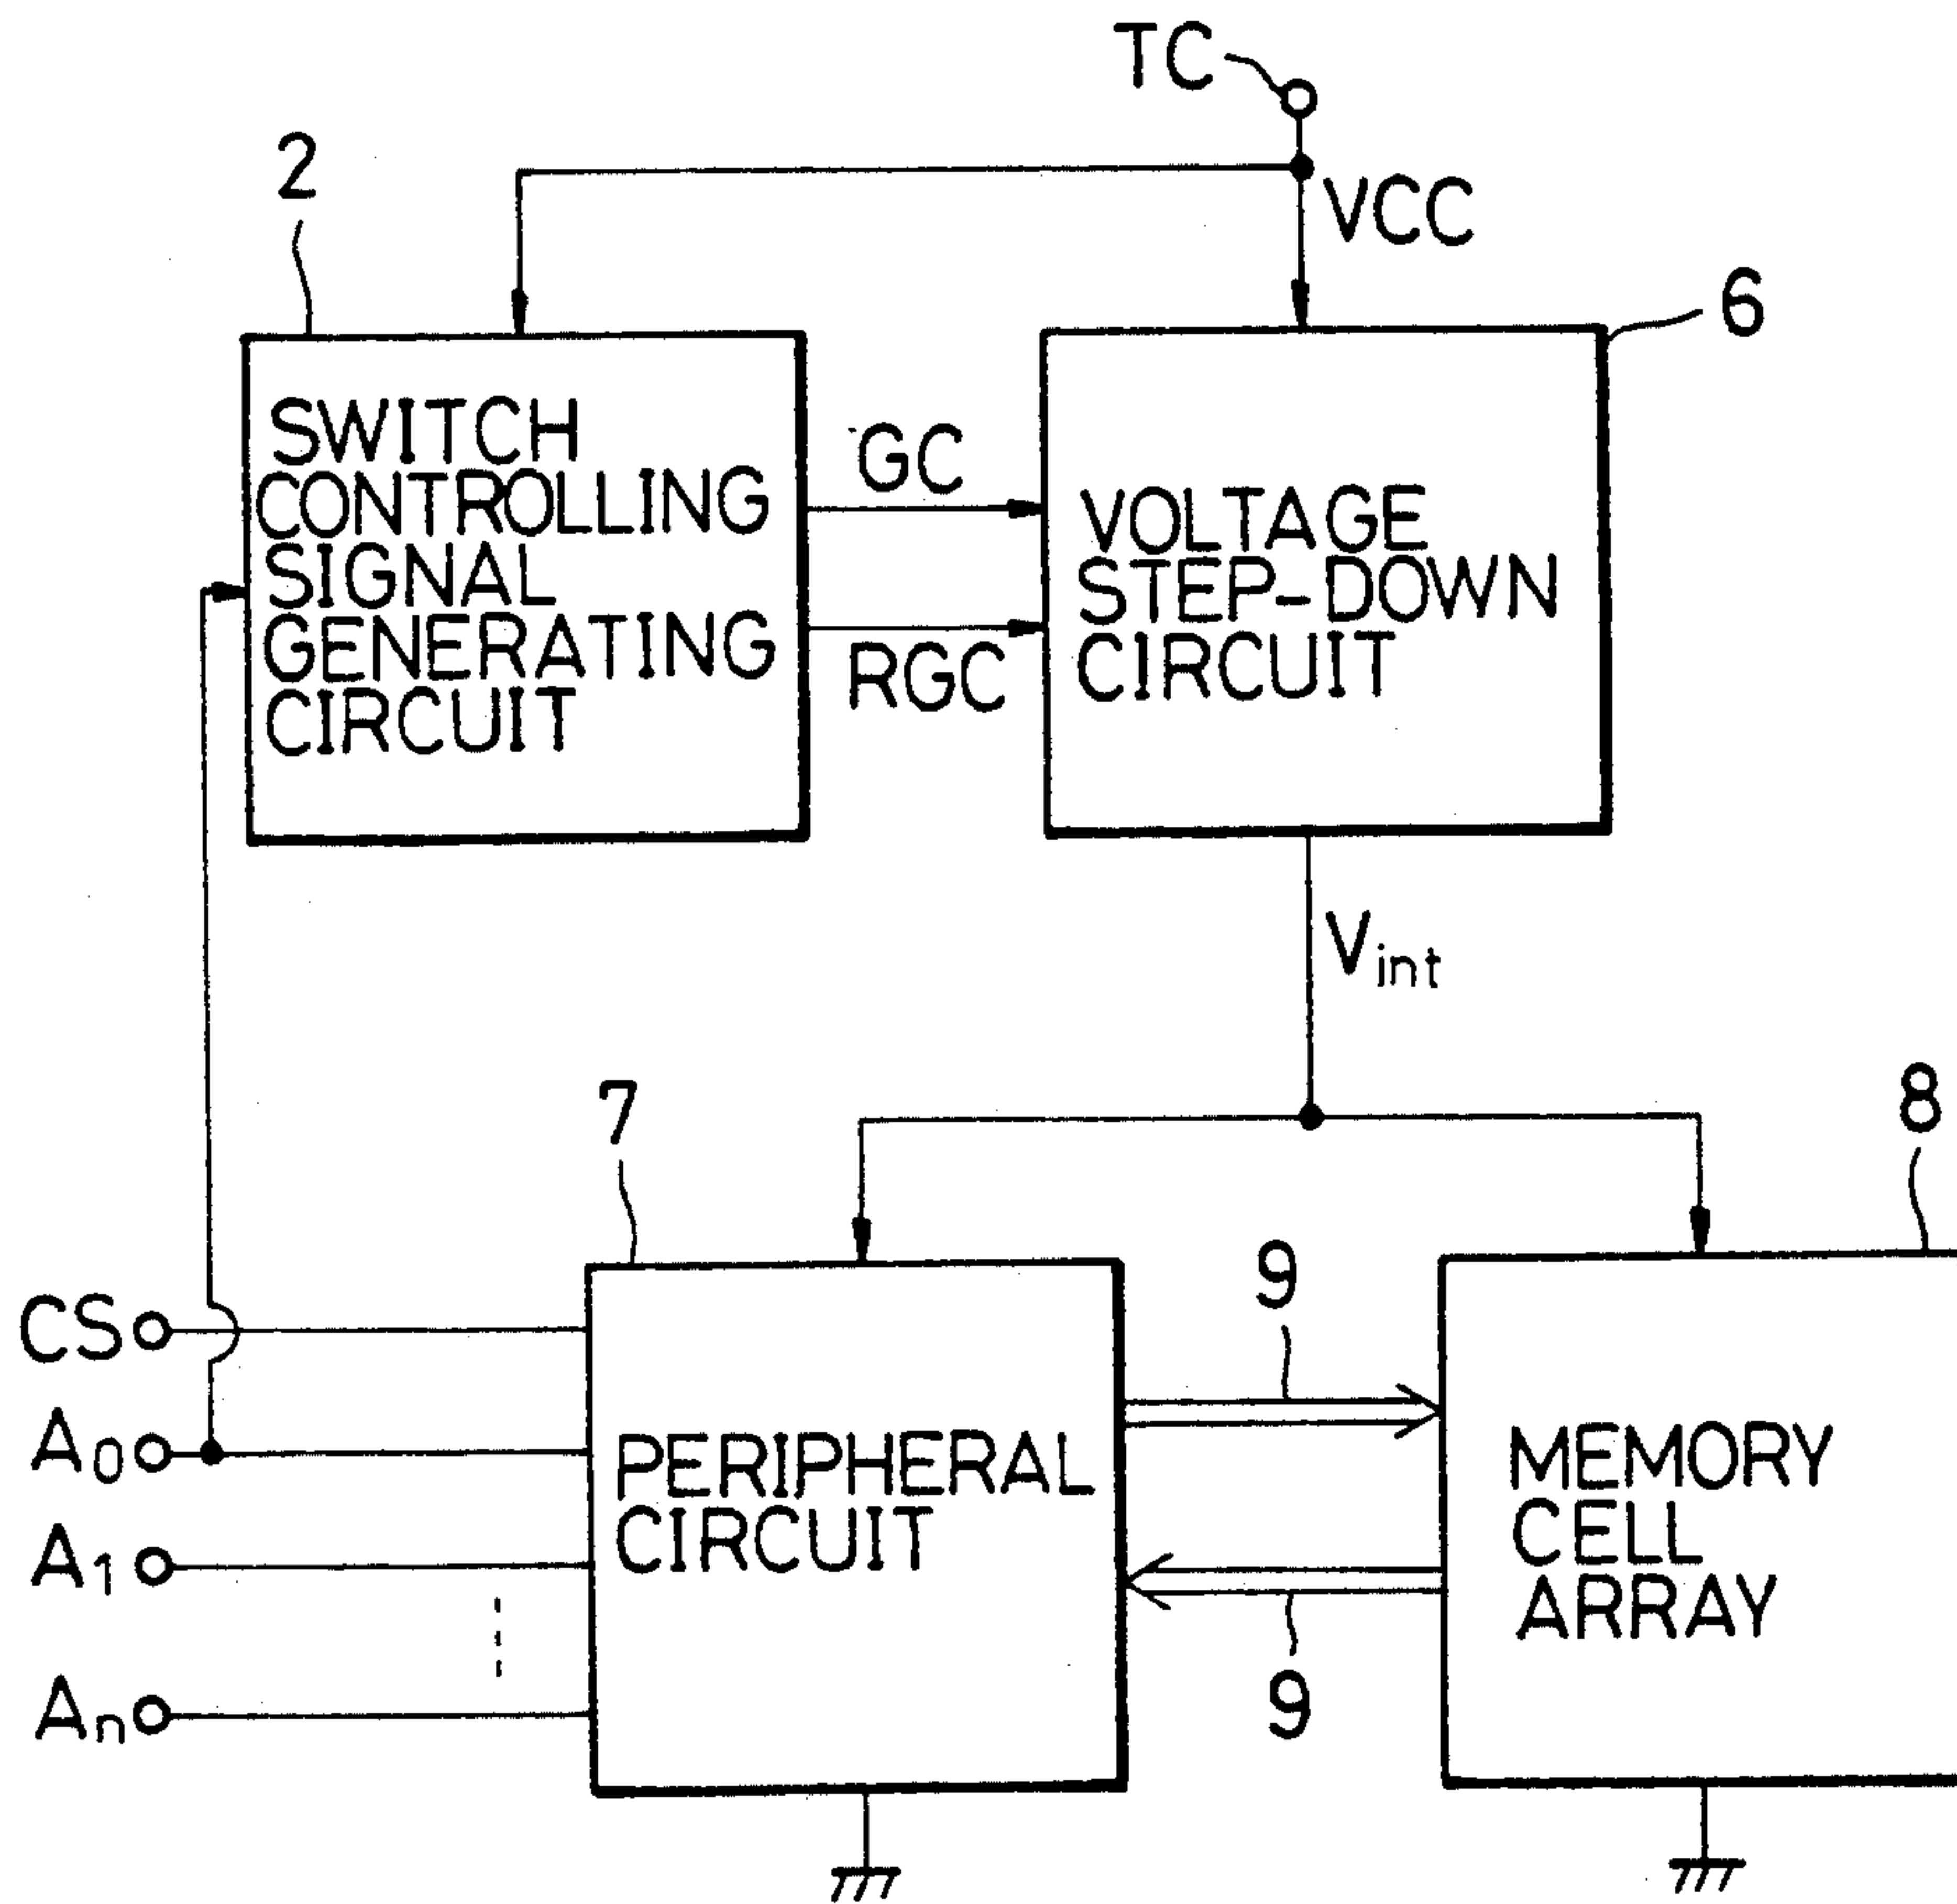 TC
2
VCC
6
SWITCH
CONTROLLING
SIGNAL
GENERATING
CIRCUIT
GC
RGC
VOLTAGE
STEP-DOWN
CIRCUIT
Vint
7
8
9
CS
A0
A1
An
PERIPHERAL
CIRCUIT
MEMORY
CELL
ARRAY
9